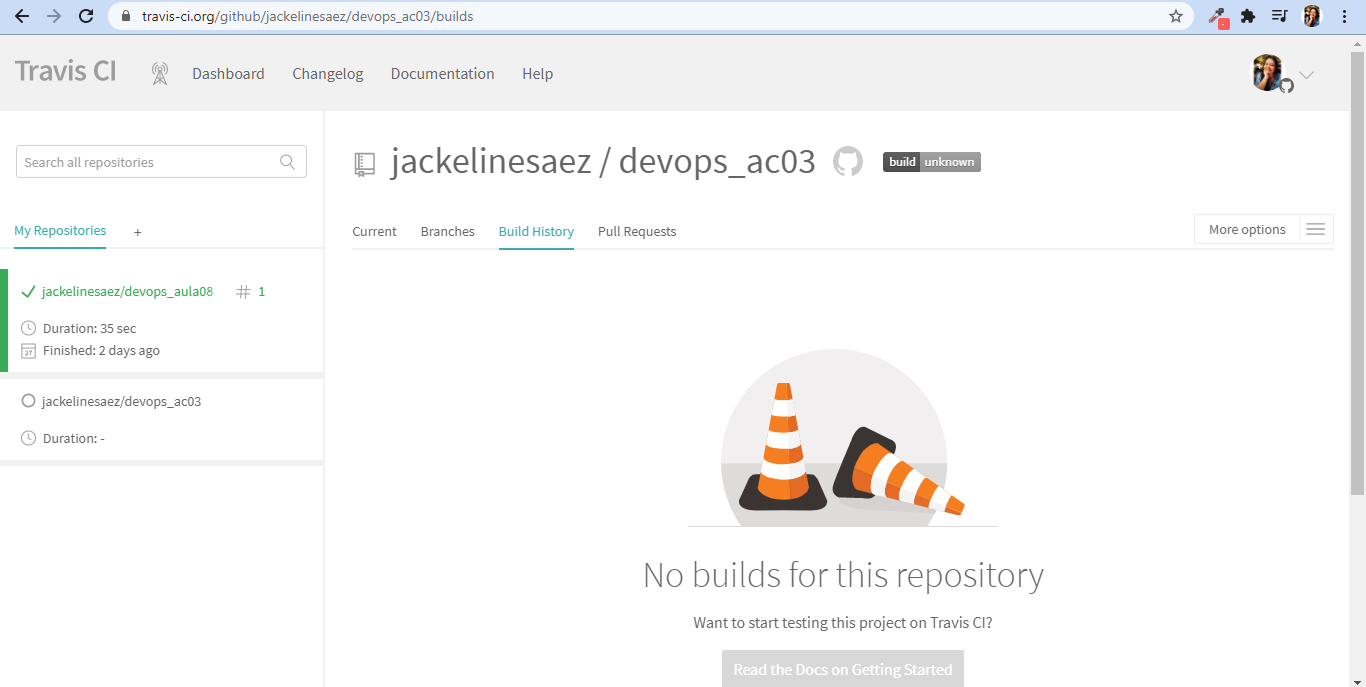 travis-ci.org/github/jackelinesaez/devops_ac03/builds
Travis CI
Dashboard
Changelog
Documentation
Help
Search all repositories
My Repositories
+
jackelinesaez/devops_aula08 # 1
Duration: 35 sec
27 Finished: 2 days ago
jackelinesaez/devops_ac03
Duration: -
jackelinesaez / devops_ac03
build unknown
Current
Branches
Build History
Pull Requests
More options
No builds for this repository
Want to start testing this project on Travis CI?
Read the Docs on Getting Started